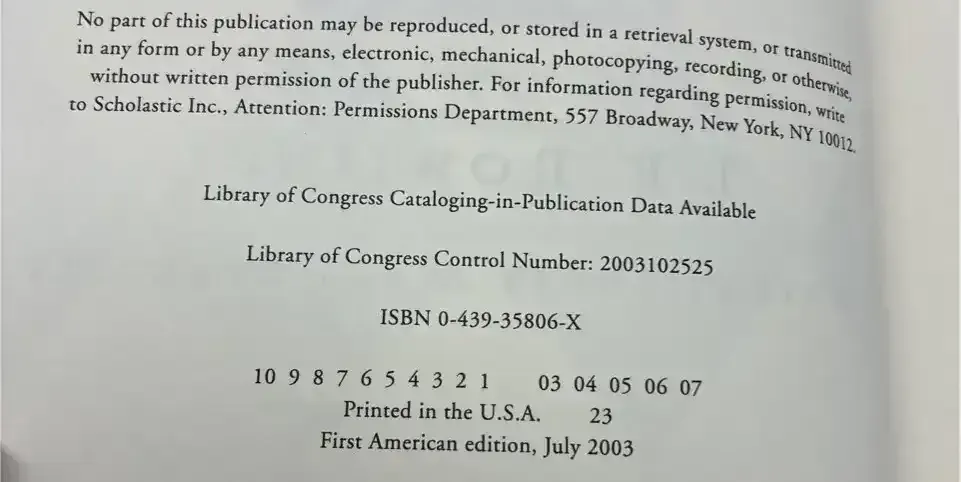 No part of this publication may be reproduced, or stored in a retrieval system, or transmitted
in any form or by any means, electronic, mechanical, photocopying, recording, or otherwise,
without written permission of the publisher. For information regarding permission, write
to Scholastic Inc., Attention: Permissions Department, 557 Broadway, New York, NY 10012.
Library of Congress Cataloging-in-Publication Data Available
Library of Congress Control Number: 2003102525
ISBN 0-439-35806-X
10 9 8 7 6 5 4 3 2 1 03 04 05 06 07
Printed in the U.S.A. 23
First American edition, July 2003